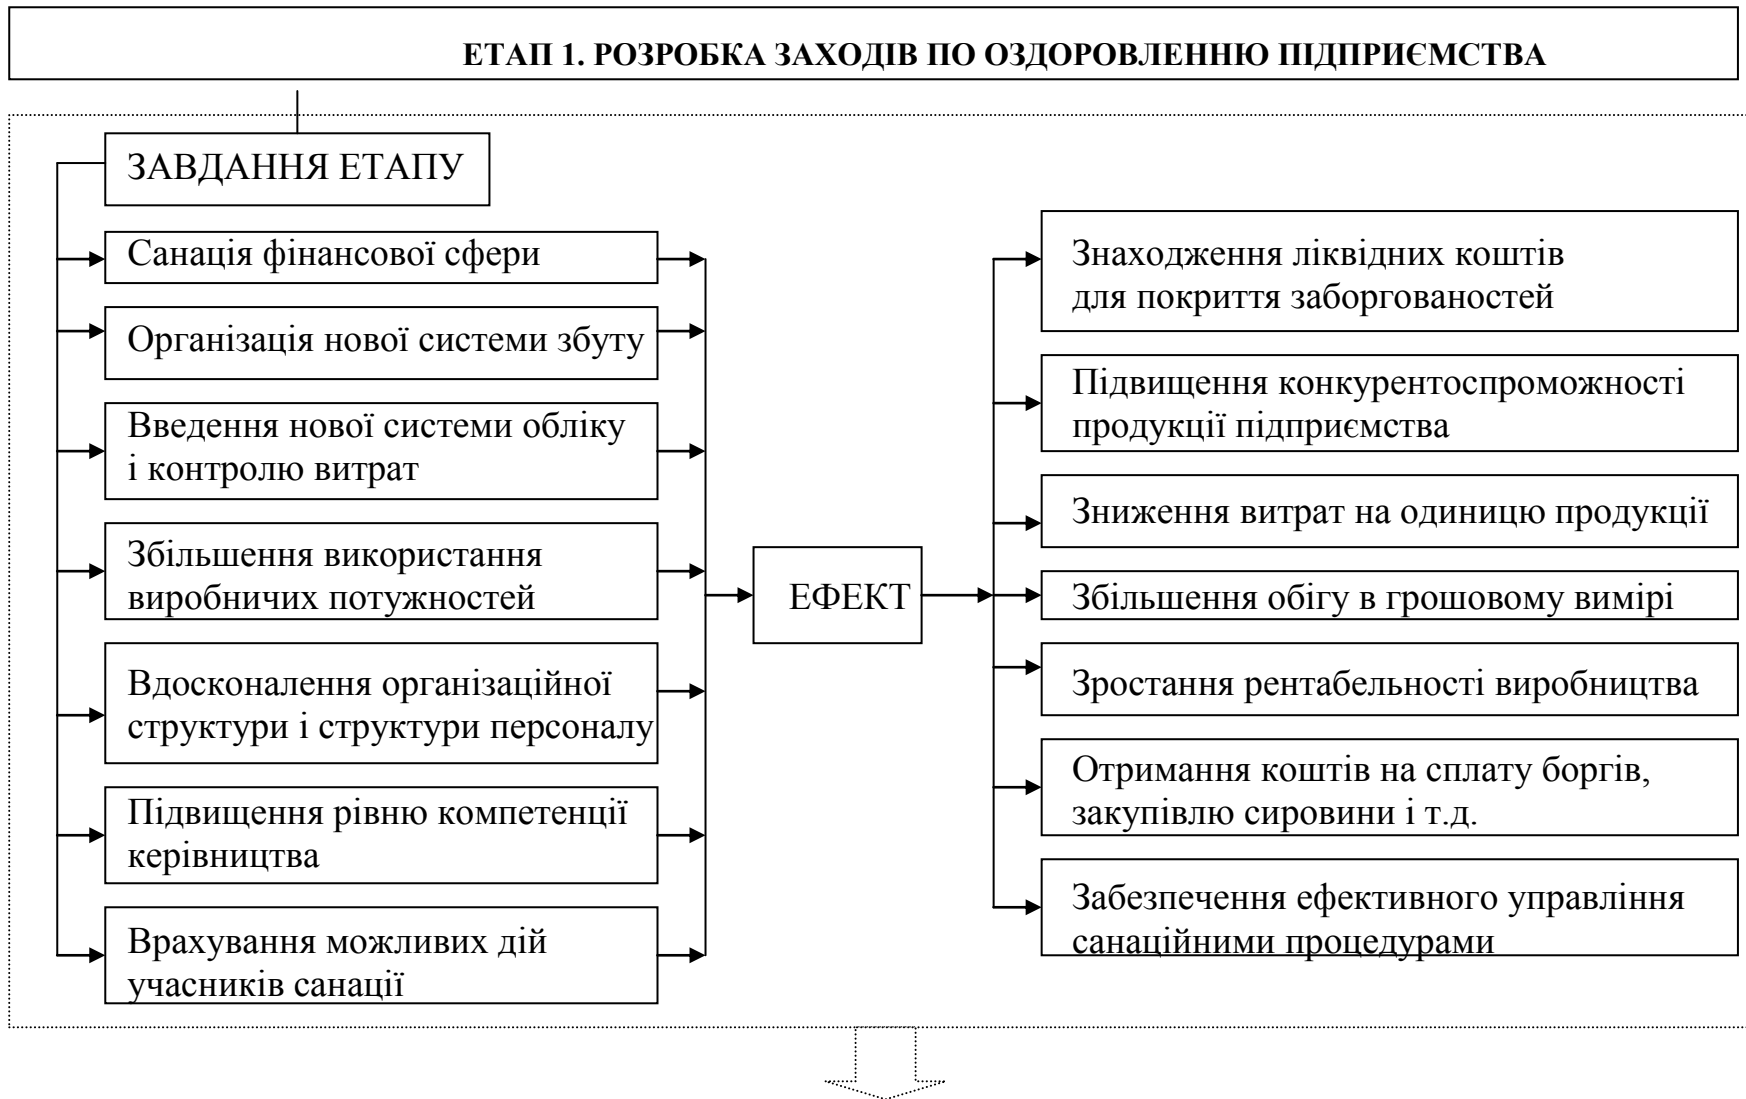 ЕТАП 1. РОЗРОБКА ЗАХОДІВ ПО ОЗДОРОВЛЕННЮ ПІДПРИЄМСТВА
ЗАВДАННЯ ЕТАПУ
Санація фінансової сфери
Організація нової системи збуту
Введення нової системи обліку
і контролю витрат
Збільшення використання
виробничих потужностей
Вдосконалення організаційної
структури і структури персоналу
Підвищення рівню компетенції
керівництва
Врахування можливих дій
учасників санації
ЕФЕКТ
Знаходження ліквідних коштів
для покриття заборгованостей
Підвищення конкурентоспроможності
продукції підприємства
Зниження витрат на одиницю продукції
Збільшення обігу в грошовому вимірі
Зростання рентабельності виробництва
Отримання коштів на сплату боргів,
закупівлю сировини і т.д.
Забезпечення ефективного управління
санаційними процедурами